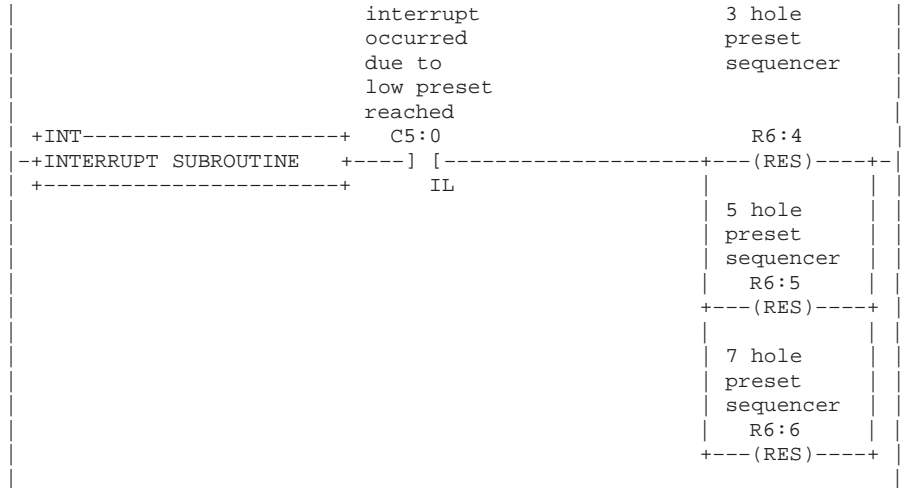 interrupt 3 hole
occurred preset
due to sequencer
low preset
reached
+INT--------------------+ C5:0 R6:4
-+INTERRUPT SUBROUTINE +----] [--------------------+---(RES)----+-
+-----------------------+ IL
5 hole
preset
sequencer
R6:5
+---(RES)----+
7 hole
preset
sequencer
R6:6
+---(RES)----+